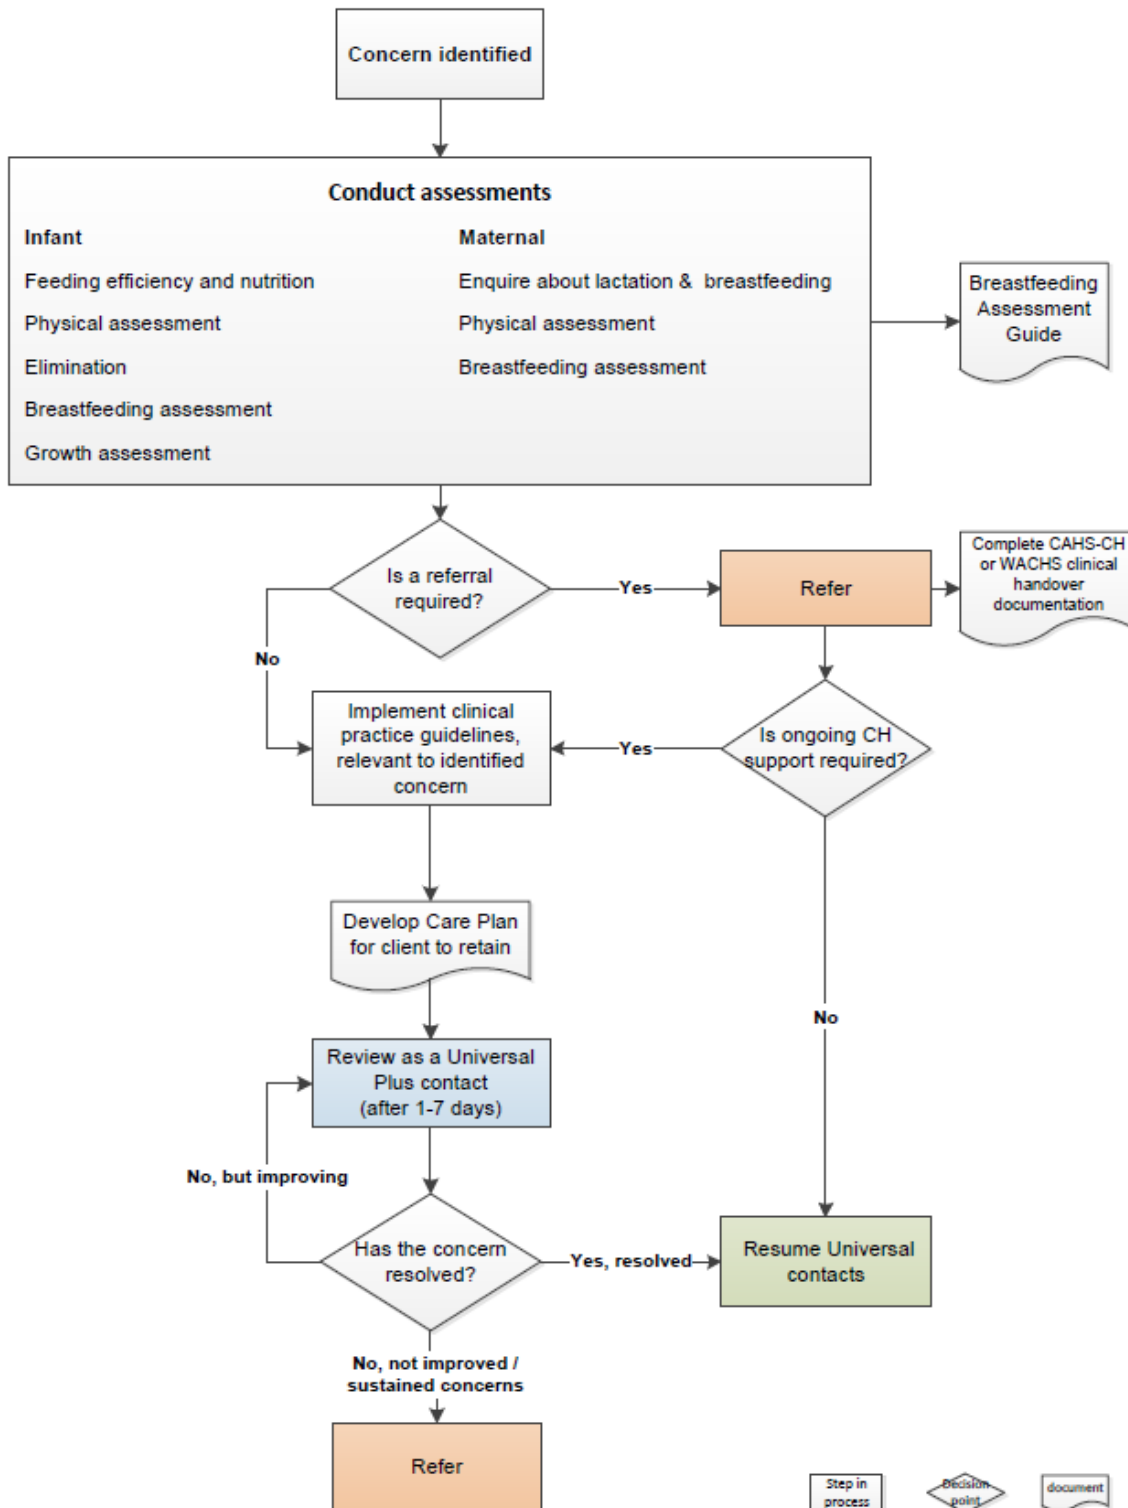 Concern identified
Conduct assessments
Infant
Maternal
Feeding efficiency and nutrition
Enquire about lactation & breastfeeding
Physical assessment
Physical assessment
Elimination
Breastfeeding assessment
Breastfeeding assessment
Growth assessment
Breastfeeding
Assessment
Guide
Is a referral
required?
Yes
Refer
Complete CAHS-CH
or WACHS clinical
handover
documentation
No
Implement clinical
practice guidelines,
relevant to identified
concern
Yes
Is ongoing CH
support required?
Develop Care Plan
for client to retain
No
Review as a Universal
Plus contact
(after 1-7 days)
No, but improving
Has the concern
resolved?
Yes, resolved
Resume Universal
contacts
No, not improved /
sustained concerns
Refer
Step in
process
Decision
point
document